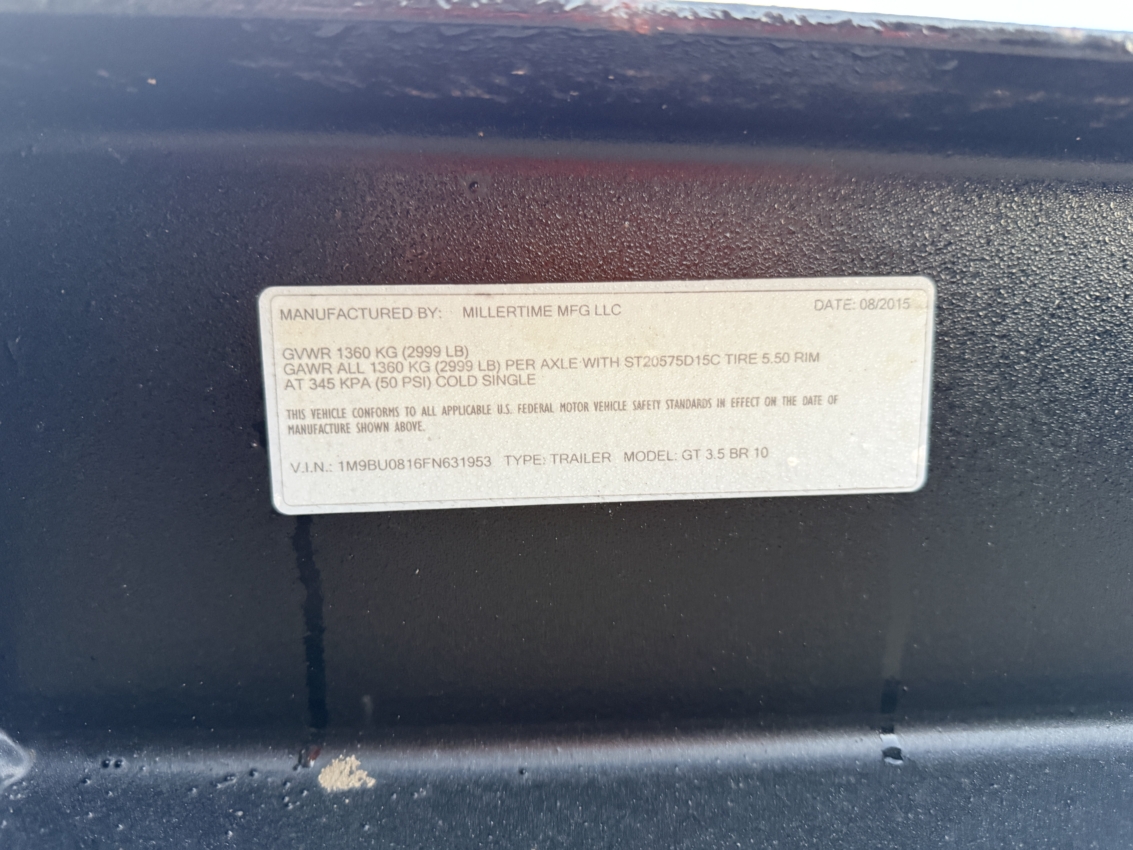 MANUFACTURED BY: MILLERTIME MFG LLC DATE: 08/2015
GVWR 1360 KG (2999 LB)
GAWR ALL 1360 KG (2999 LB) PER AXLE WITH ST20575D15C TIRE 5.50 RIM
AT 345 KPA (50 PSI) COLD SINGLE
THIS VEHICLE CONFORMS TO ALL APPLICABLE U.S. FEDERAL MOTOR VEHICLE SAFETY STANDARDS IN EFFECT ON THE DATE OF
MANUFACTURE SHOWN ABOVE.
V.I.N.: 1M9BU0816FN631953 TYPE: TRAILER MODEL: GT 3.5 BR 10